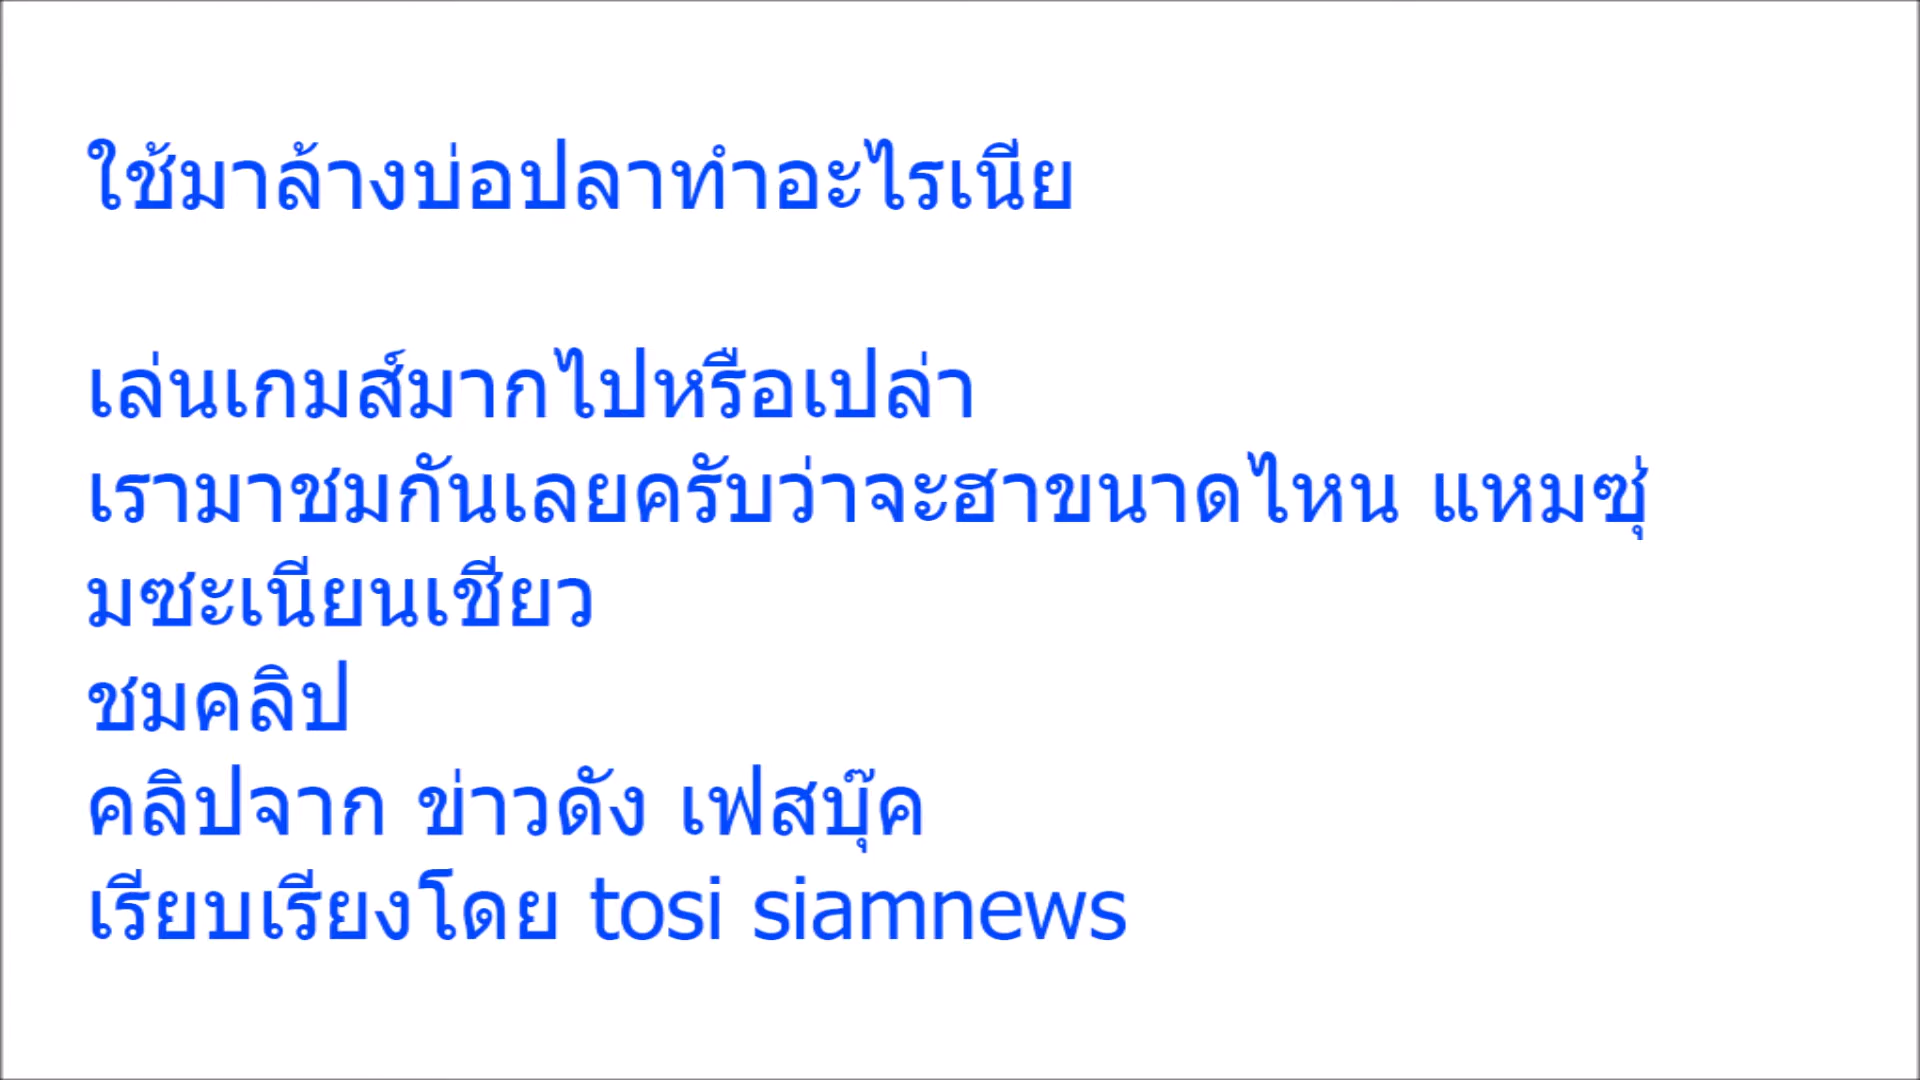 ใช้มาล้างบ่อปลาทำอะไรเนีย
เล่นเกมส์มากไปหรือเปล่า
เรามาชมกันเลยครับว่าจะฮาขนาดไหน แหมซุ่
มซะเนียนเชียว
ชมคลิป
คลิปจาก ข่าวดัง เฟสบุ๊ค
เรียบเรียงโดย tosi siamnews